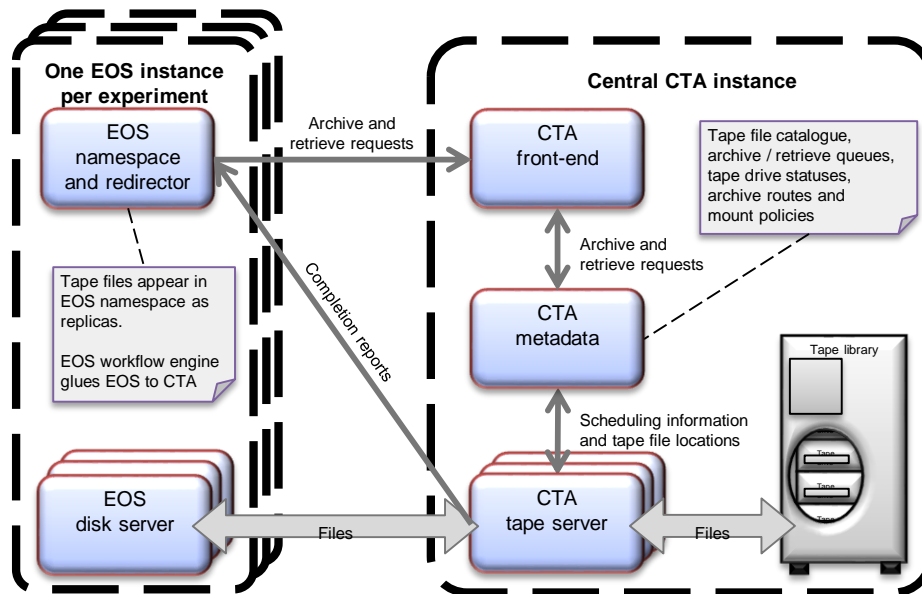 One EOS instance
per experiment
EOS
namespace
and redirector
Tape files appear in
EOS namespace as
replicas.
EOS workflow engine
glues EOS to CTA
EOS
disk server
Archive and
retrieve requests
Completion reports
Files
Central CTA instance
CTA
front-end
Archive and
retrieve requests
CTA
metadata
Scheduling information
and tape file locations
CTA
tape server
Files
Tape file catalogue,
archive / retrieve queues,
tape drive statuses,
archive routes and
mount policies
Tape library
Tape
Tape
Tape